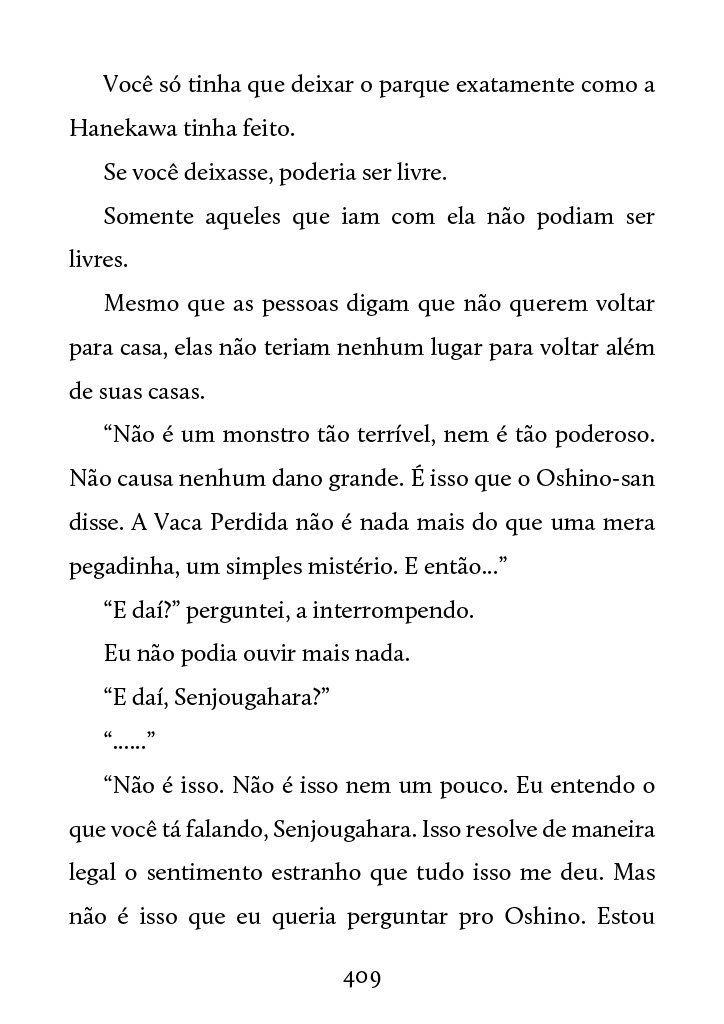 Você só tinha que deixar o parque exatamente como a
Hanekawa tinha feito.
Se você deixasse, poderia ser livre.
Somente aqueles que iam com ela não podiam ser
livres.
Mesmo que as pessoas digam que não querem voltar
para casa, elas não teriam nenhum lugar para voltar além
de suas casas.
“Não é um monstro tão terrível, nem é tão poderoso.
Não causa nenhum dano grande. É isso que o Oshino-san
disse. A Vaca Perdida não é nada mais do que uma mera
pegadinha, um simples mistério. E então...”
“E daí?” perguntei, a interrompendo.
Eu não podia ouvir mais nada.
“E daí, Senjougahara?”
“......”
“Não é isso. Não é isso nem um pouco. Eu entendo o
que você tá falando, Senjougahara. Isso resolve de maneira
legal o sentimento estranho que tudo isso me deu. Mas
não é isso que eu queria perguntar pro Oshino. Estou
409